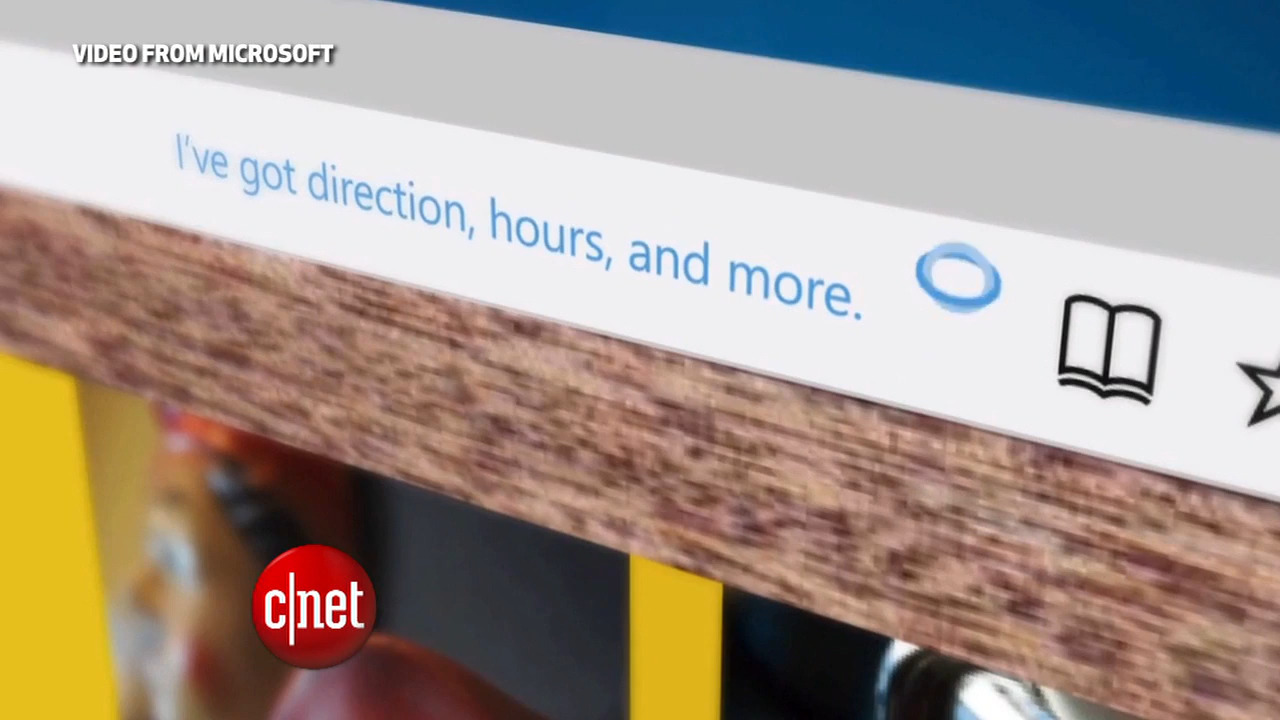 VIDEO FROM MICROSOFT
I've got direction, hours, and more.
c|net